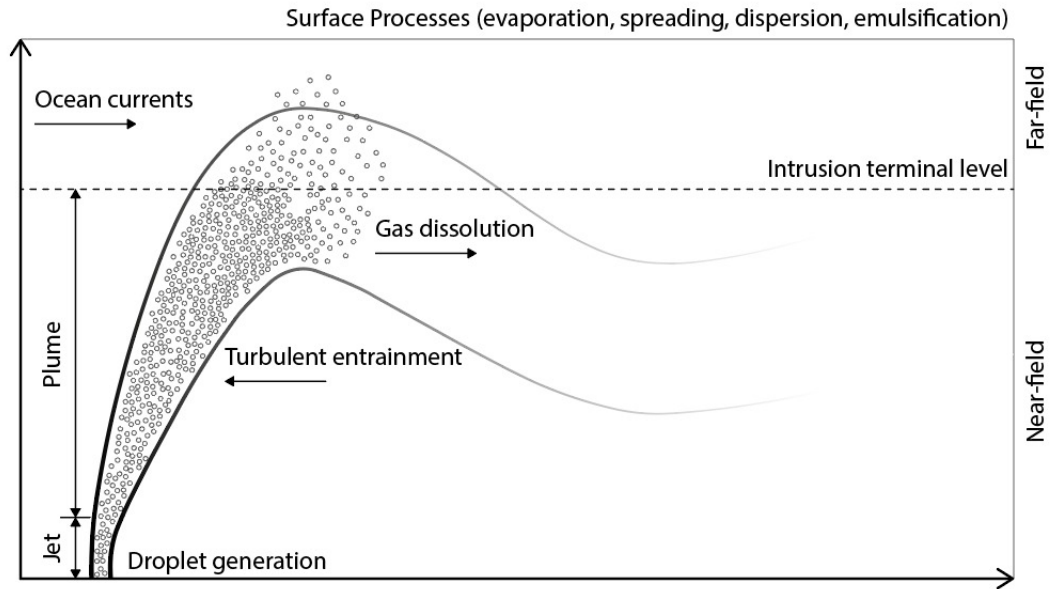 Surface Processes (evaporation, spreading, dispersion, emulsification)
Ocean currents
Far-field
Intrusion terminal level
Gas dissolution
Plume
Turbulent entrainment
Near-field
Jet
Droplet generation